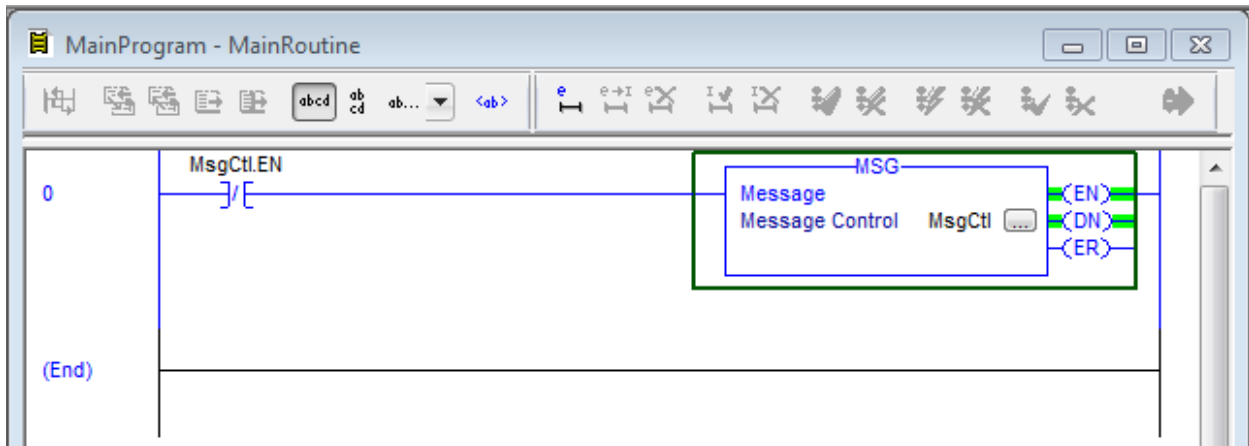 MainProgram - MainRoutine
abcd ab cd ab... <ab> e e→I e I I
MsgCtl.EN
MSG
0
Message (EN)
Message Control MsgCtl ... (DN)
(ER)
(End)